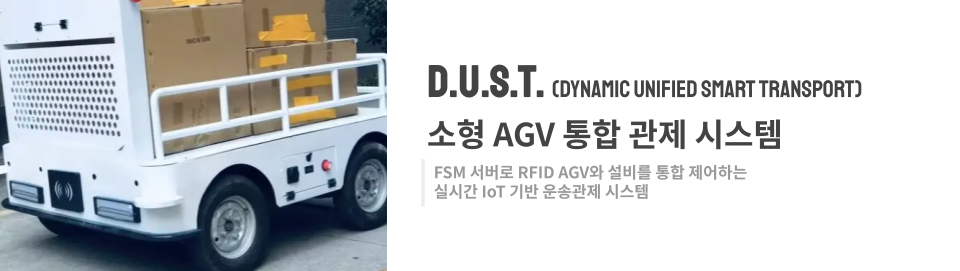 D.U.S.T. (DYNAMIC UNIFIED SMART TRANSPORT)
소형 AGV 통합 관제 시스템
FSM 서버로 RFID AGV와 설비를 통합 제어하는
실시간 IoT 기반 운송관제 시스템